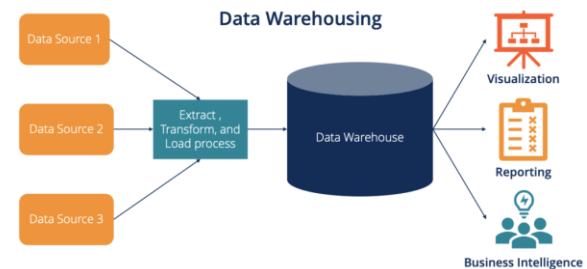 Data Warehousing
Data Source 1
Data Source 2
Data Source 3
Extract ,
Transform, and
Load process
Data Warehouse
Visualization
Reporting
Business Intelligence